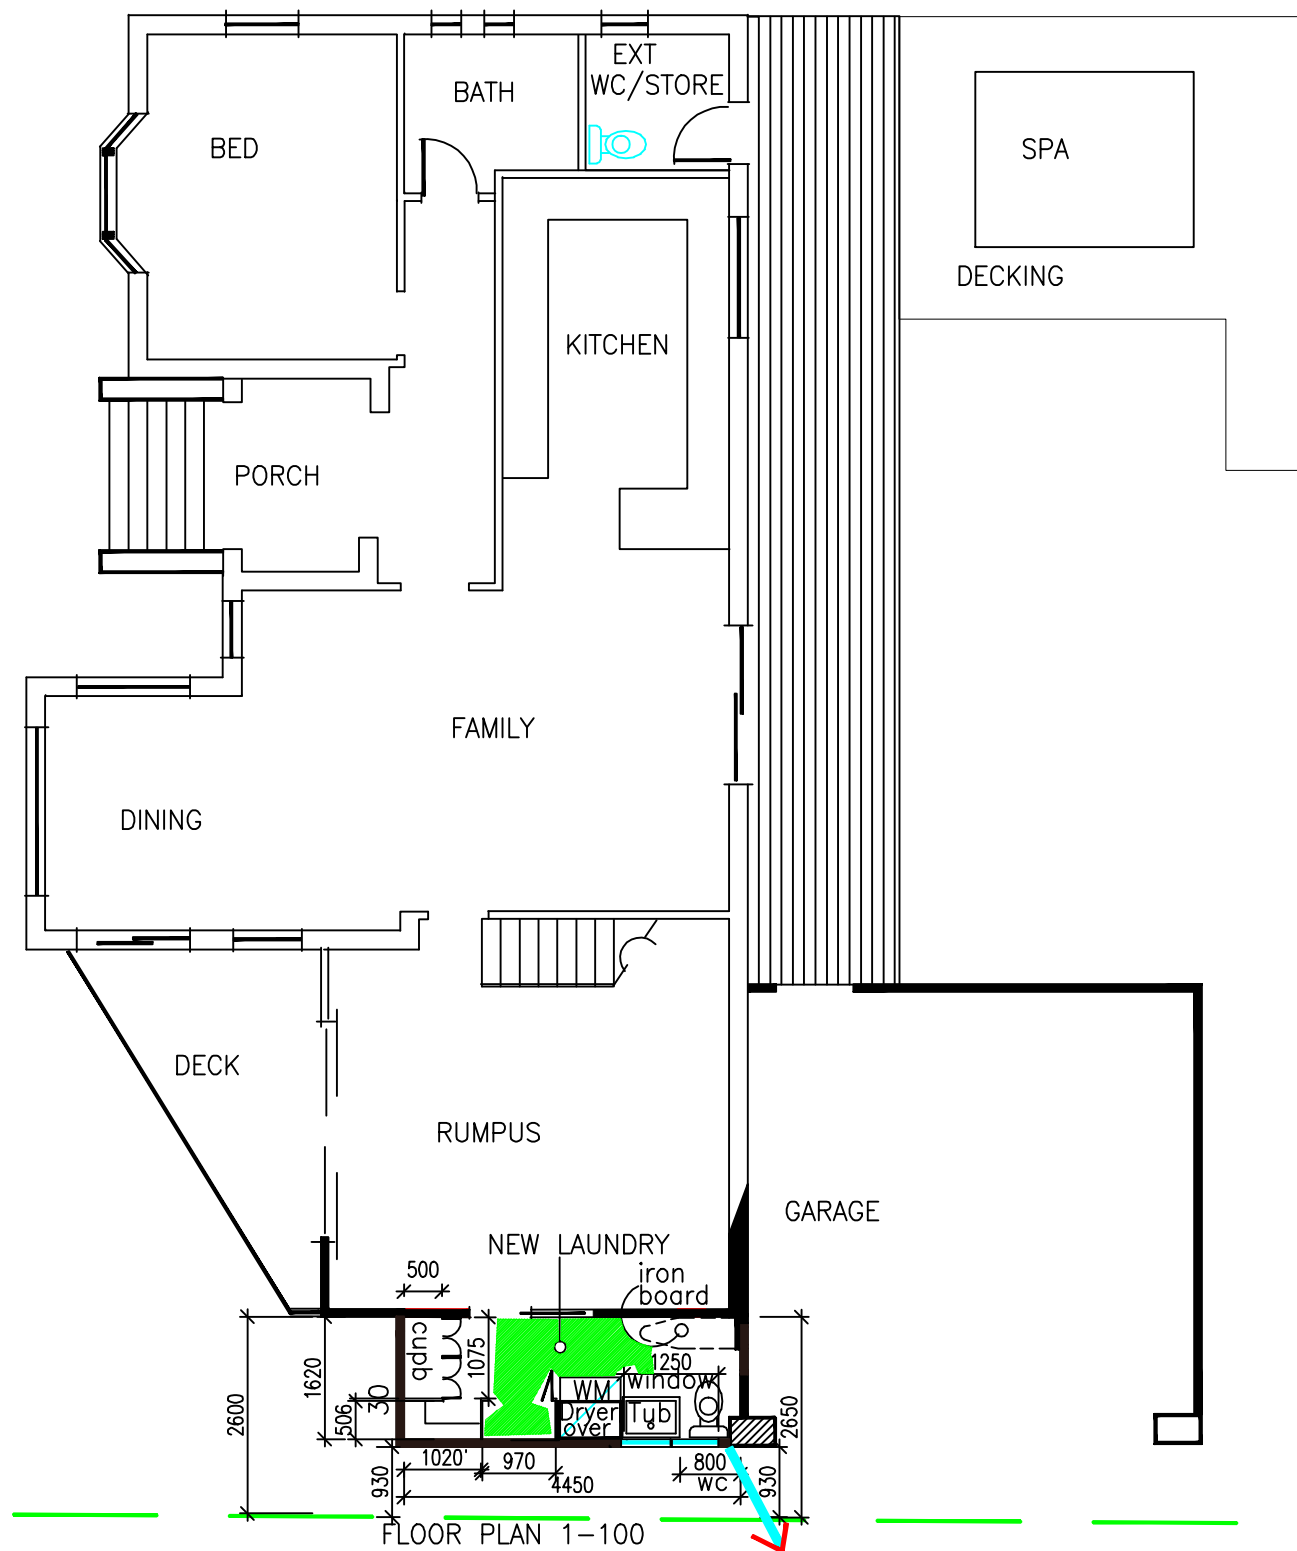 EXT
WC/STORE
BATH
BED
SPA
DECKING
KITCHEN
PORCH
FAMILY
DINING
DECK
RUMPUS
GARAGE
NEW LAUNDRY
500
iron
board
cupb
1075
1620
2600
506
30
1250
window
WM
Dryer
over
Tub
2650
1020'
970
800
WC
4450
930
930
FLOOR PLAN 1-100